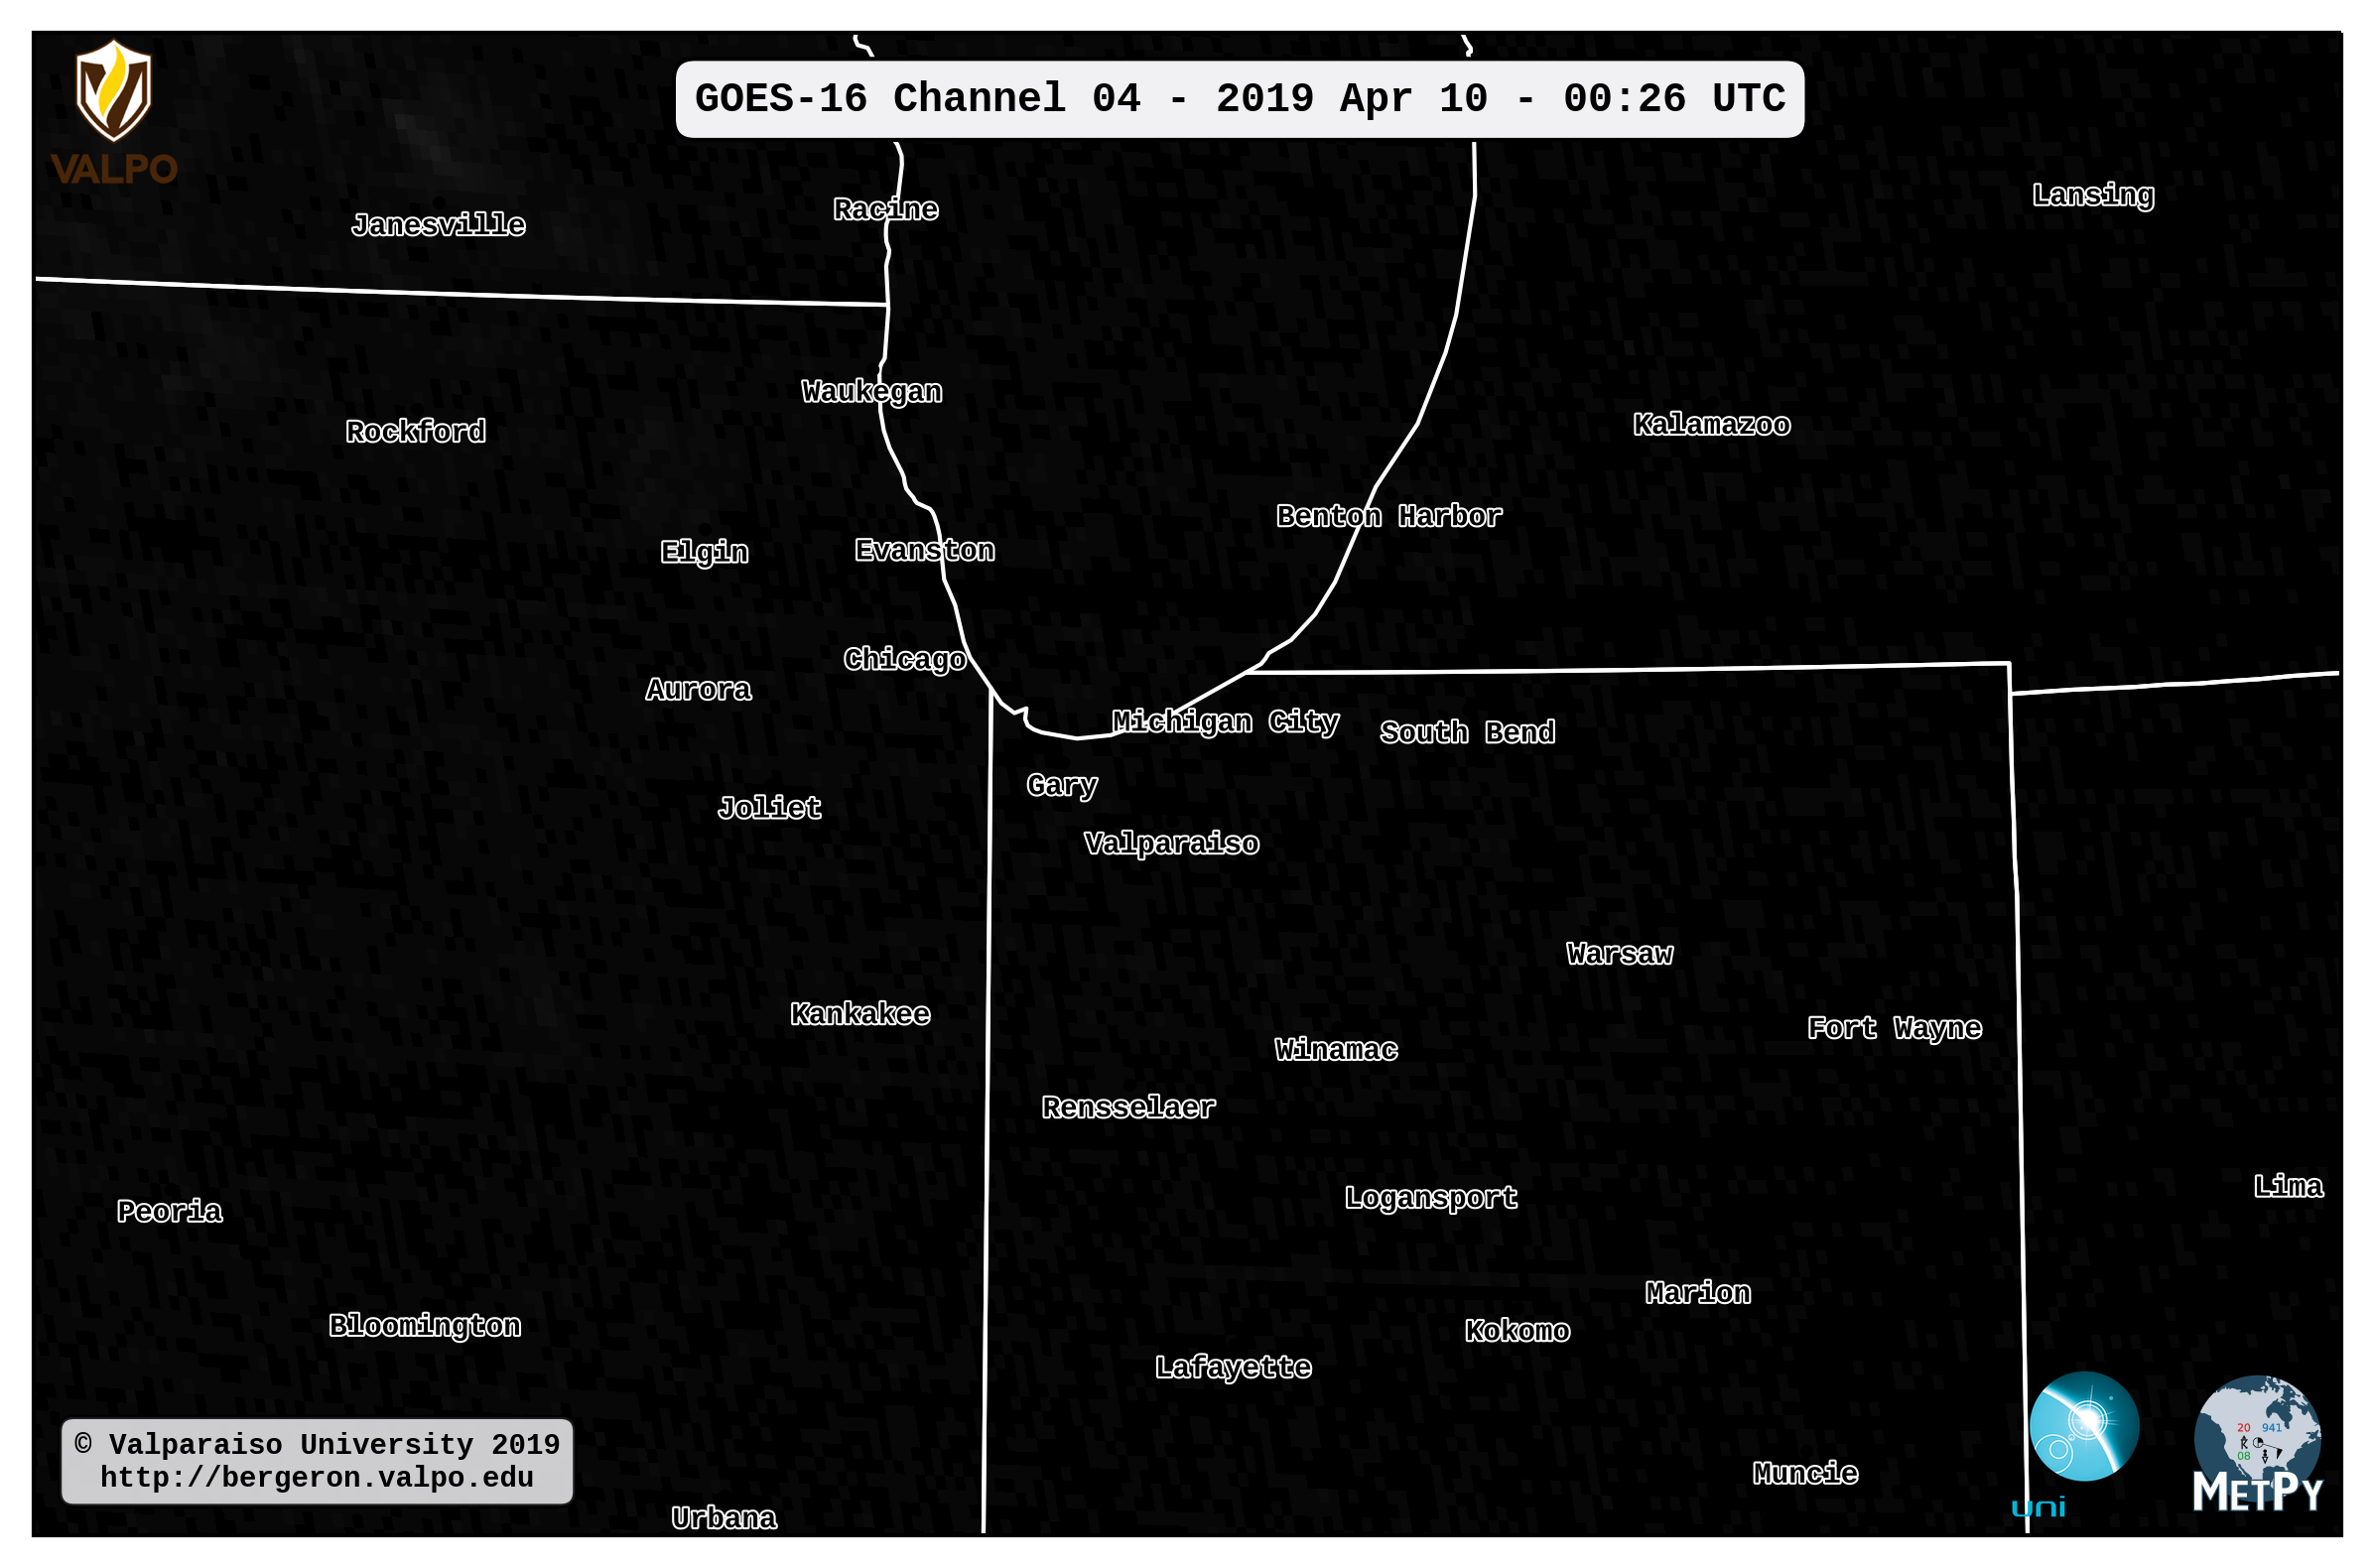 GOES-16 Channel 04 - 2019 Apr 10 - 00:26 UTC
VALPO
Lansing
Racine
Janesville
Waukegan
Kalamazoo
Rockford
Benton Harbor
Evanston
Elgin
Chicago
Aurora
Michigan City
South Bend
Gary
Joliet
Valparaiso
Warsaw
Kankakee
Fort Wayne
Winamac
Rensselaer
Lima
Logansport
Peoria
Marion
Bloomington
Kokomo
Lafayette
20 941
08
© Valparaiso University 2019
http://bergeron.valpo.edu
Muncie
METPY
uni
Urbana